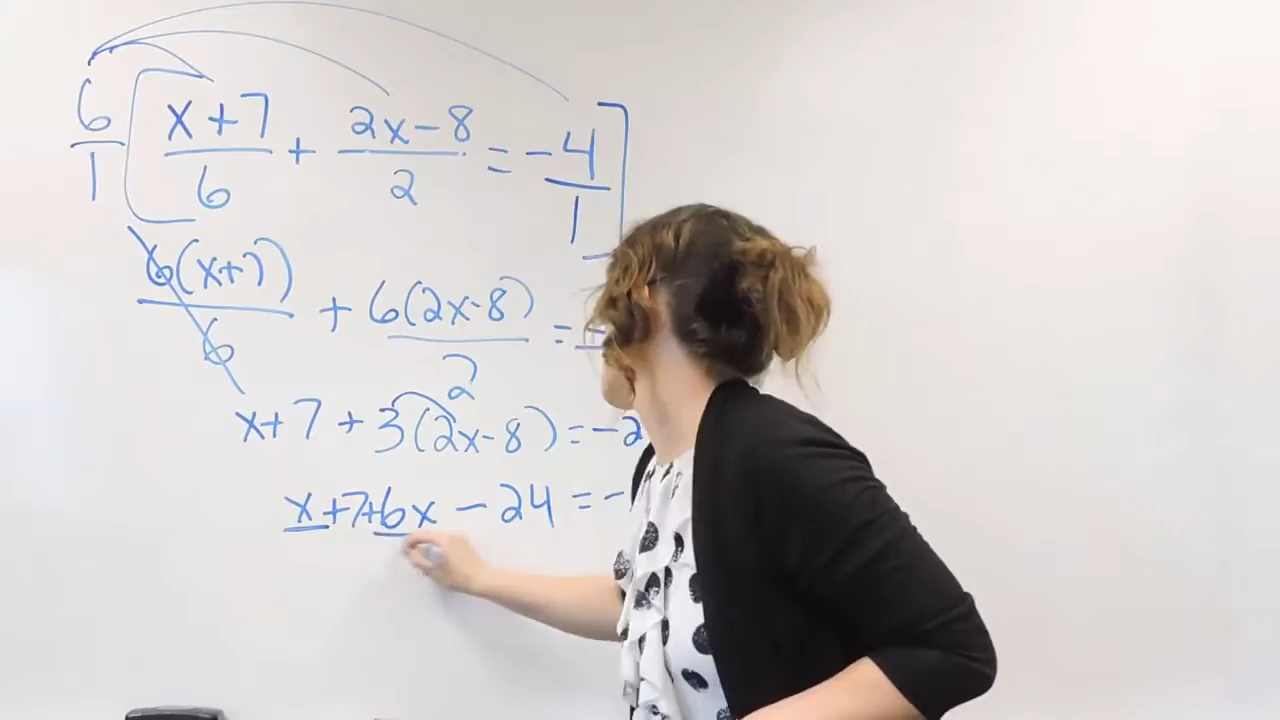 6/1 [ (x+7)/6 + (2x-8)/2 = -4/1 ]
6(x+7)/6 + 6(2x-8)/2 = -
x+7 + 3(2x-8) = -2
x+7+6x - 24 = -